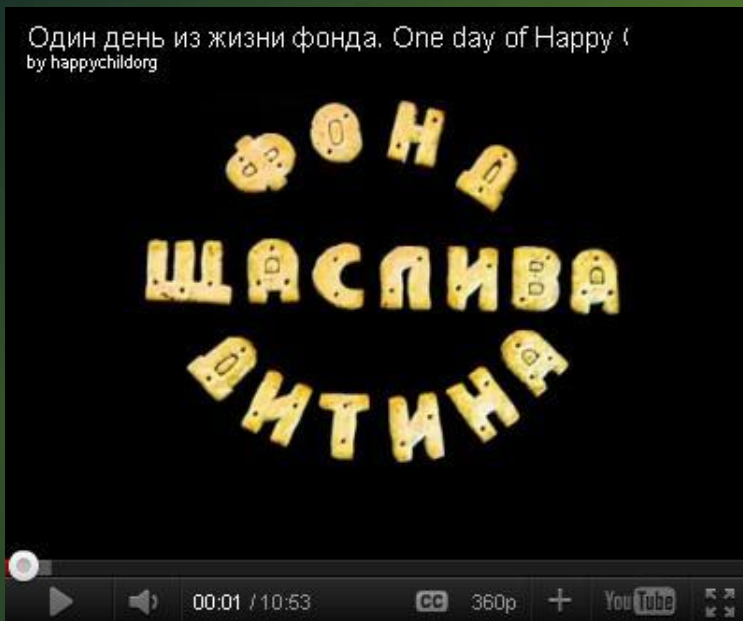 Один день из жизни фонда. One day of Happy (
by happychildorg
ФОНД
ЩАСЛИВА
ДИТИНА
00:01 / 10:53
CC 360p + YouTube